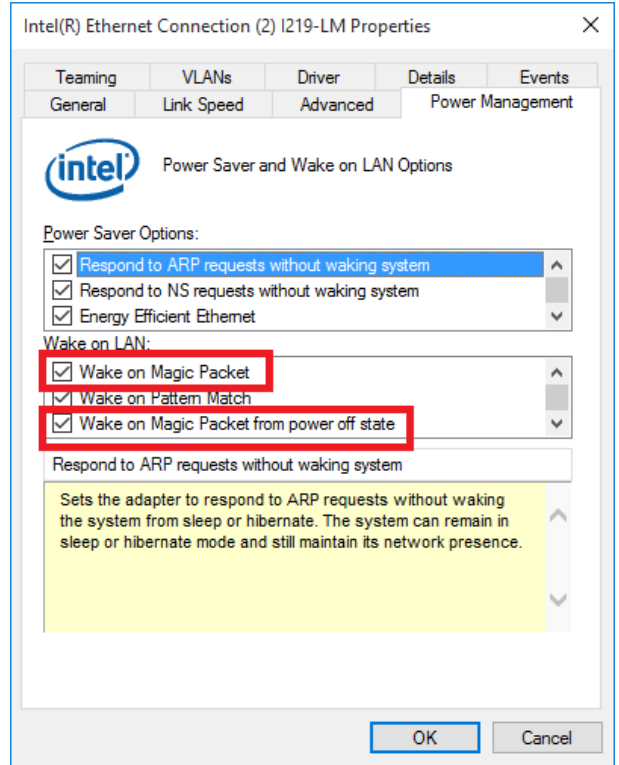 Intel(R) Ethernet Connection (2) I219-LM Properties
Teaming VLANs Driver Details Events
General Link Speed Advanced Power Management
intel
Power Saver and Wake on LAN Options
Power Saver Options:
Respond to ARP requests without waking system
Respond to NS requests without waking system
Energy Efficient Ethernet
Wake on LAN:
Wake on Magic Packet
Wake on Pattern Match
Wake on Magic Packet from power off state
Respond to ARP requests without waking system
Sets the adapter to respond to ARP requests without waking
the system from sleep or hibernate. The system can remain in
sleep or hibernate mode and still maintain its network presence.
OK Cancel